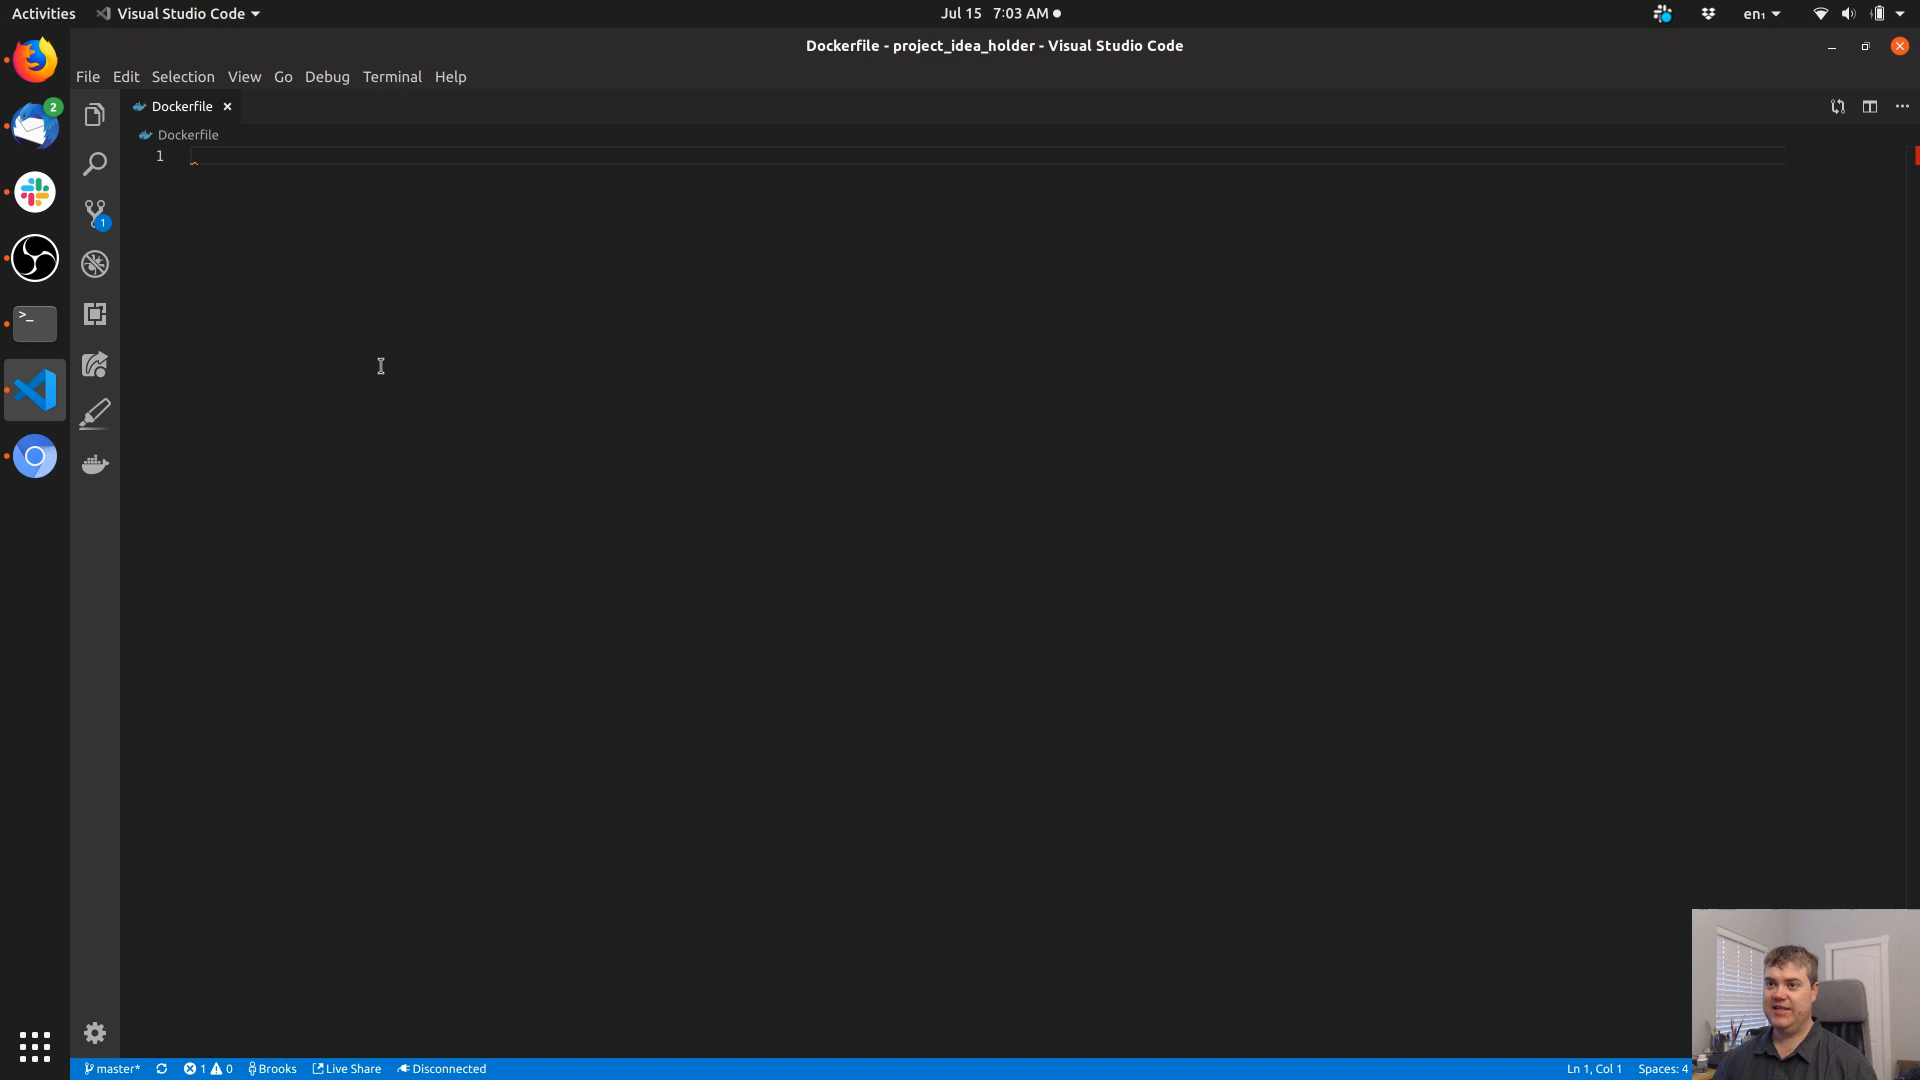 Activities Visual Studio Code Jul 15 7:03 AM en₁
Dockerfile - project_idea_holder - Visual Studio Code
File Edit Selection View Go Debug Terminal Help
2
Dockerfile
Dockerfile
1
1
>_
master* 1 0 Brooks Live Share Disconnected Ln 1, Col 1 Spaces: 4